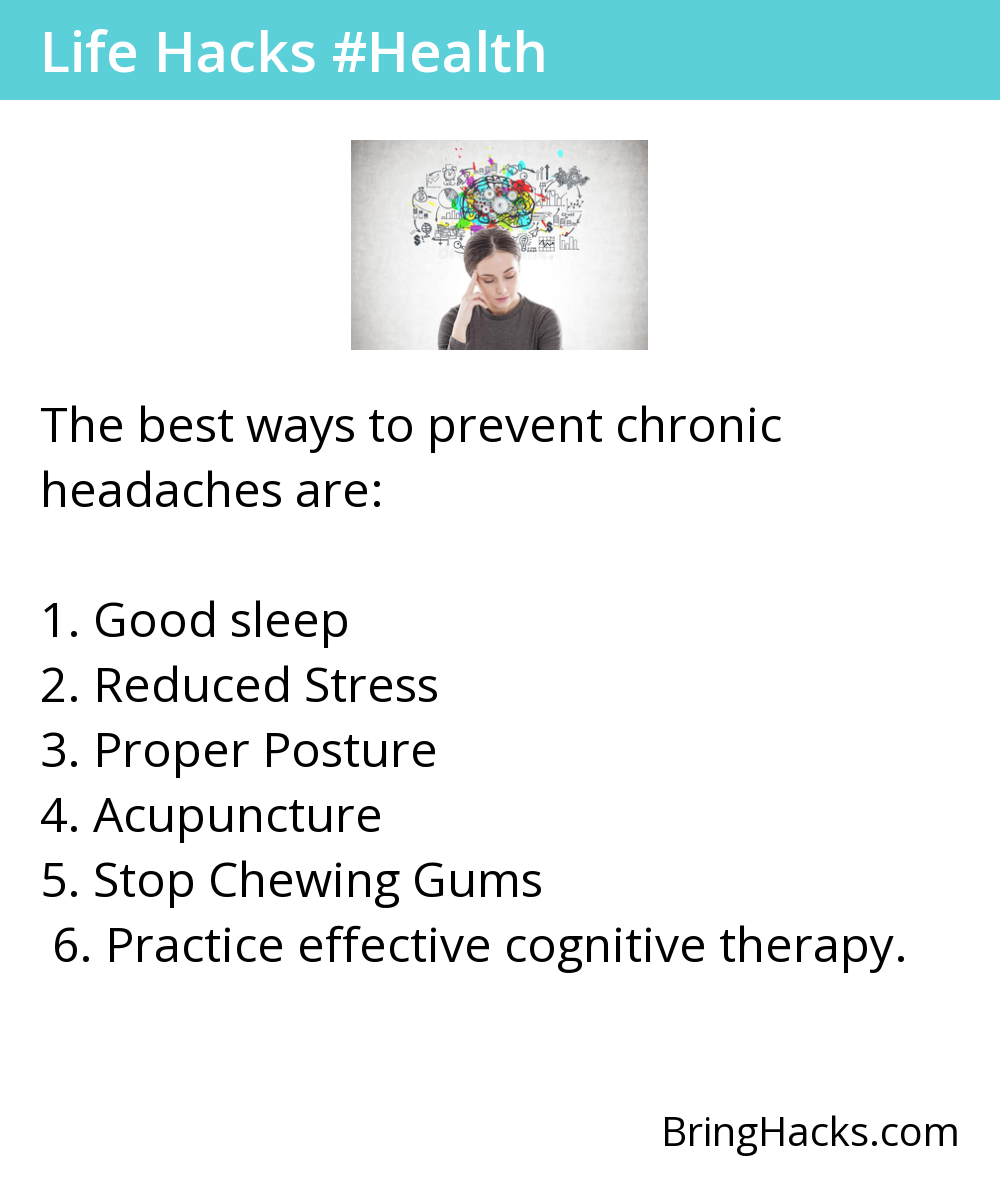 Life Hacks #Health
The best ways to prevent chronic
headaches are:
1. Good sleep
2. Reduced Stress
3. Proper Posture
4. Acupuncture
5. Stop Chewing Gums
6. Practice effective cognitive therapy.
BringHacks.com